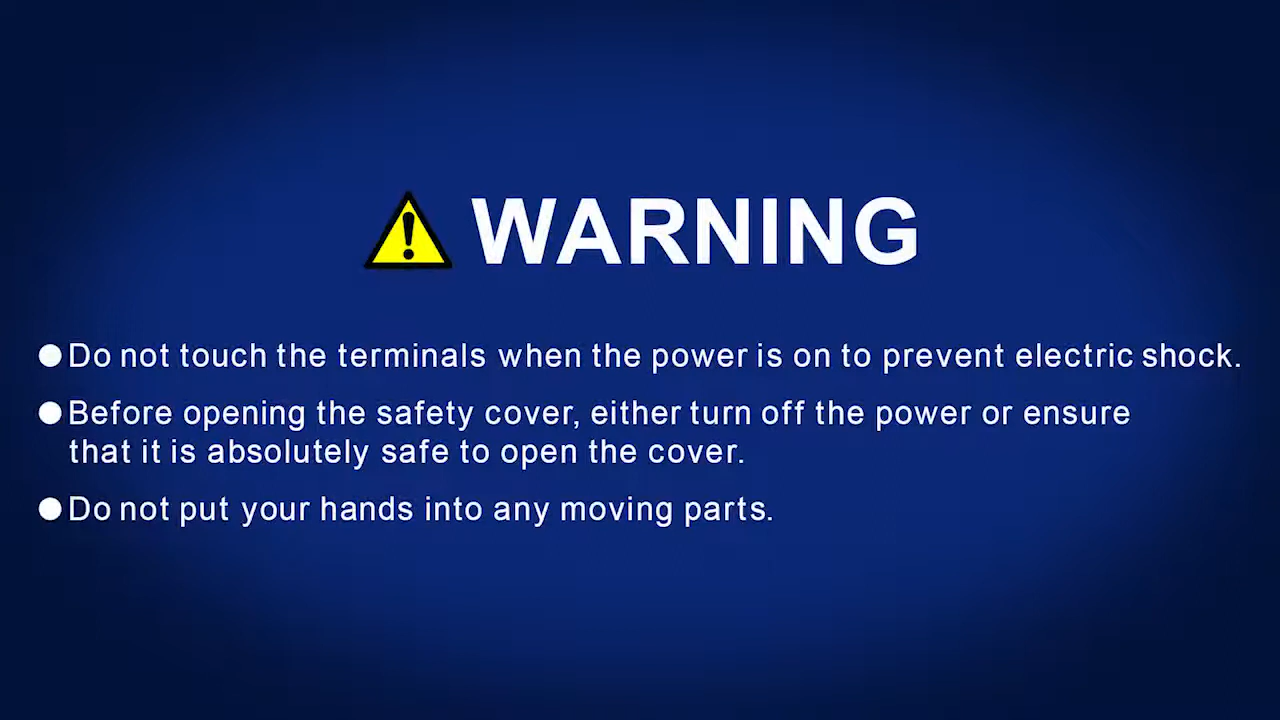 WARNING
●Do not touch the terminals when the power is on to prevent electric shock.
●Before opening the safety cover, either turn off the power or ensure
that it is absolutely safe to open the cover.
●Do not put your hands into any moving parts.